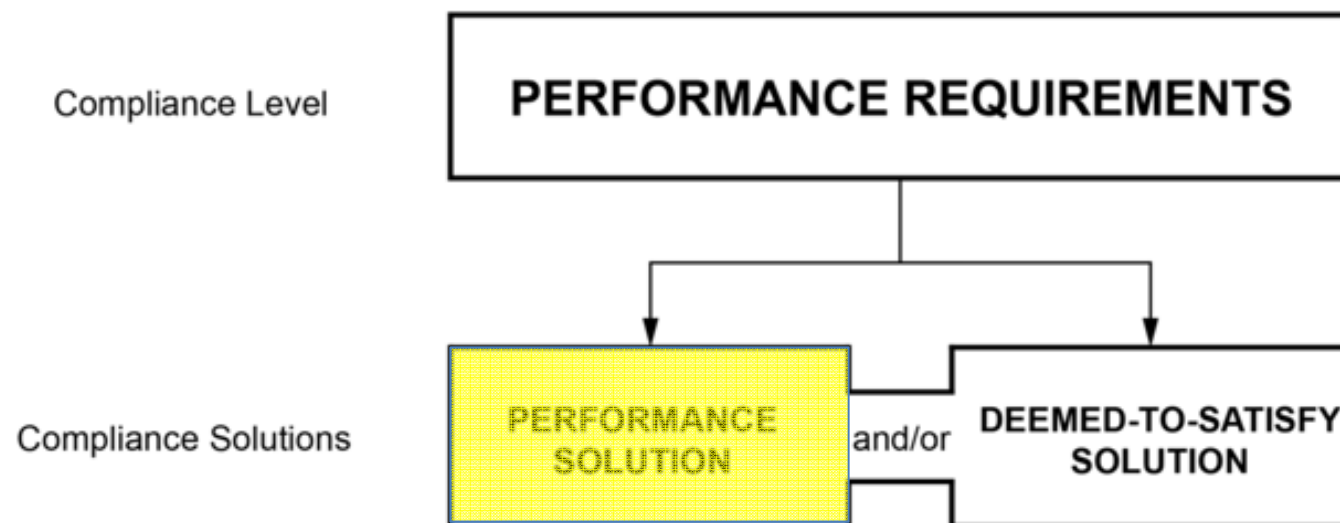 Compliance Level
PERFORMANCE REQUIREMENTS
Compliance Solutions
PERFORMANCE
SOLUTION
and/or
DEEMED-TO-SATISFY
SOLUTION